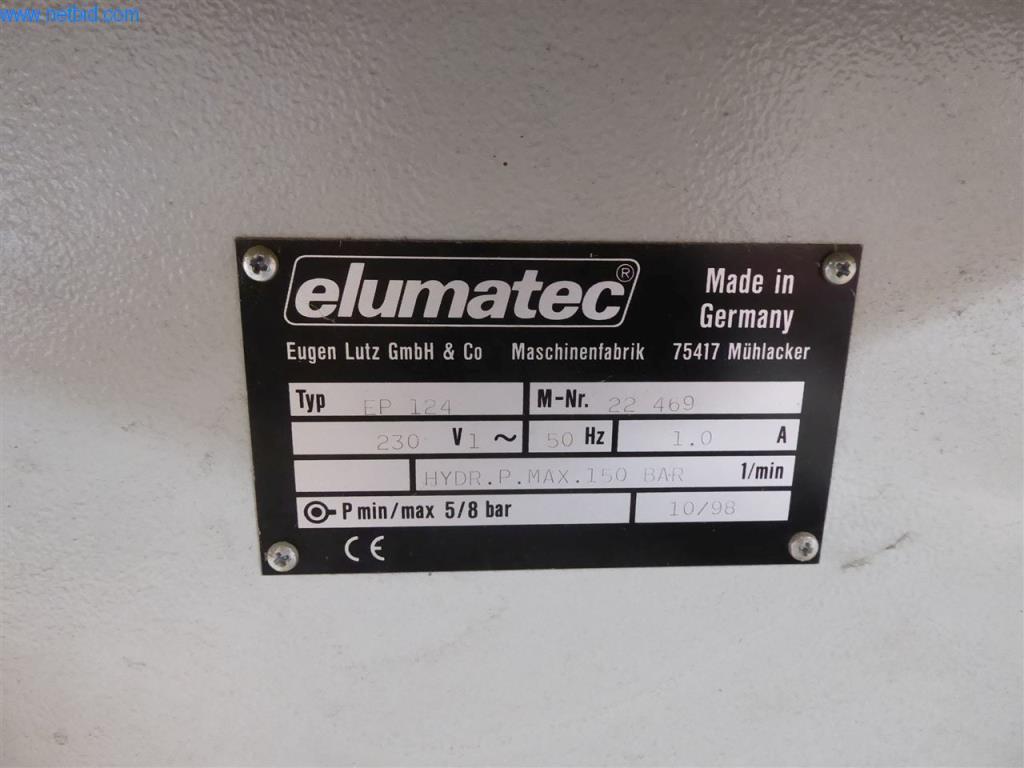 www.netbid.com
elumatec®
Made in
Germany
Eugen Lutz GmbH & Co Maschinenfabrik 75417 Mühlacker
Typ EP 124 M-Nr. 22 469
230 V 1 ~ 50 Hz 1.0 A
HYDR.P.MAX.150 BAR 1/min
P min/max 5/8 bar 10/98
CE